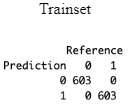 Trainset
Reference
Prediction 0 1
0 603 0
1 0 603